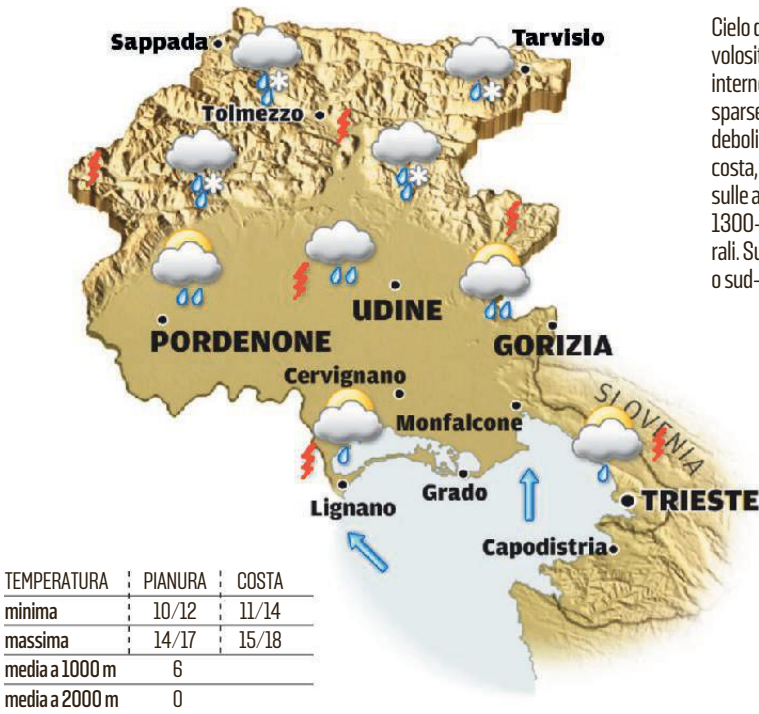 Sappada
Tarvisio
Tolmezzo
UDINE
PORDENONE
GORIZIA
Cervignano
Monfalcone
SLOVENIA
Lignano
Grado
TRIESTE
Capodistria
TEMPERATURA PIANURA COSTA
minima 10/12 11/14
massima 14/17 15/18
media a 1000 m 6
media a 2000 m 0
Cielo
interno
sparse
deboli
costa,
sulle
1300-
rali. Su
o sud-